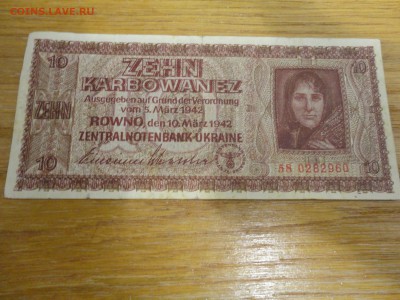 COINS.LAVE.RU
10 ZEHN 10
KARBOWANEZ
Ausgegeben auf Grund der Verordnung
vom 5. März 1942
ZEHN
ROWNO, den 10. März 1942
ZENTRALNOTENBANK·UKRAINE
58 0282960
10 10